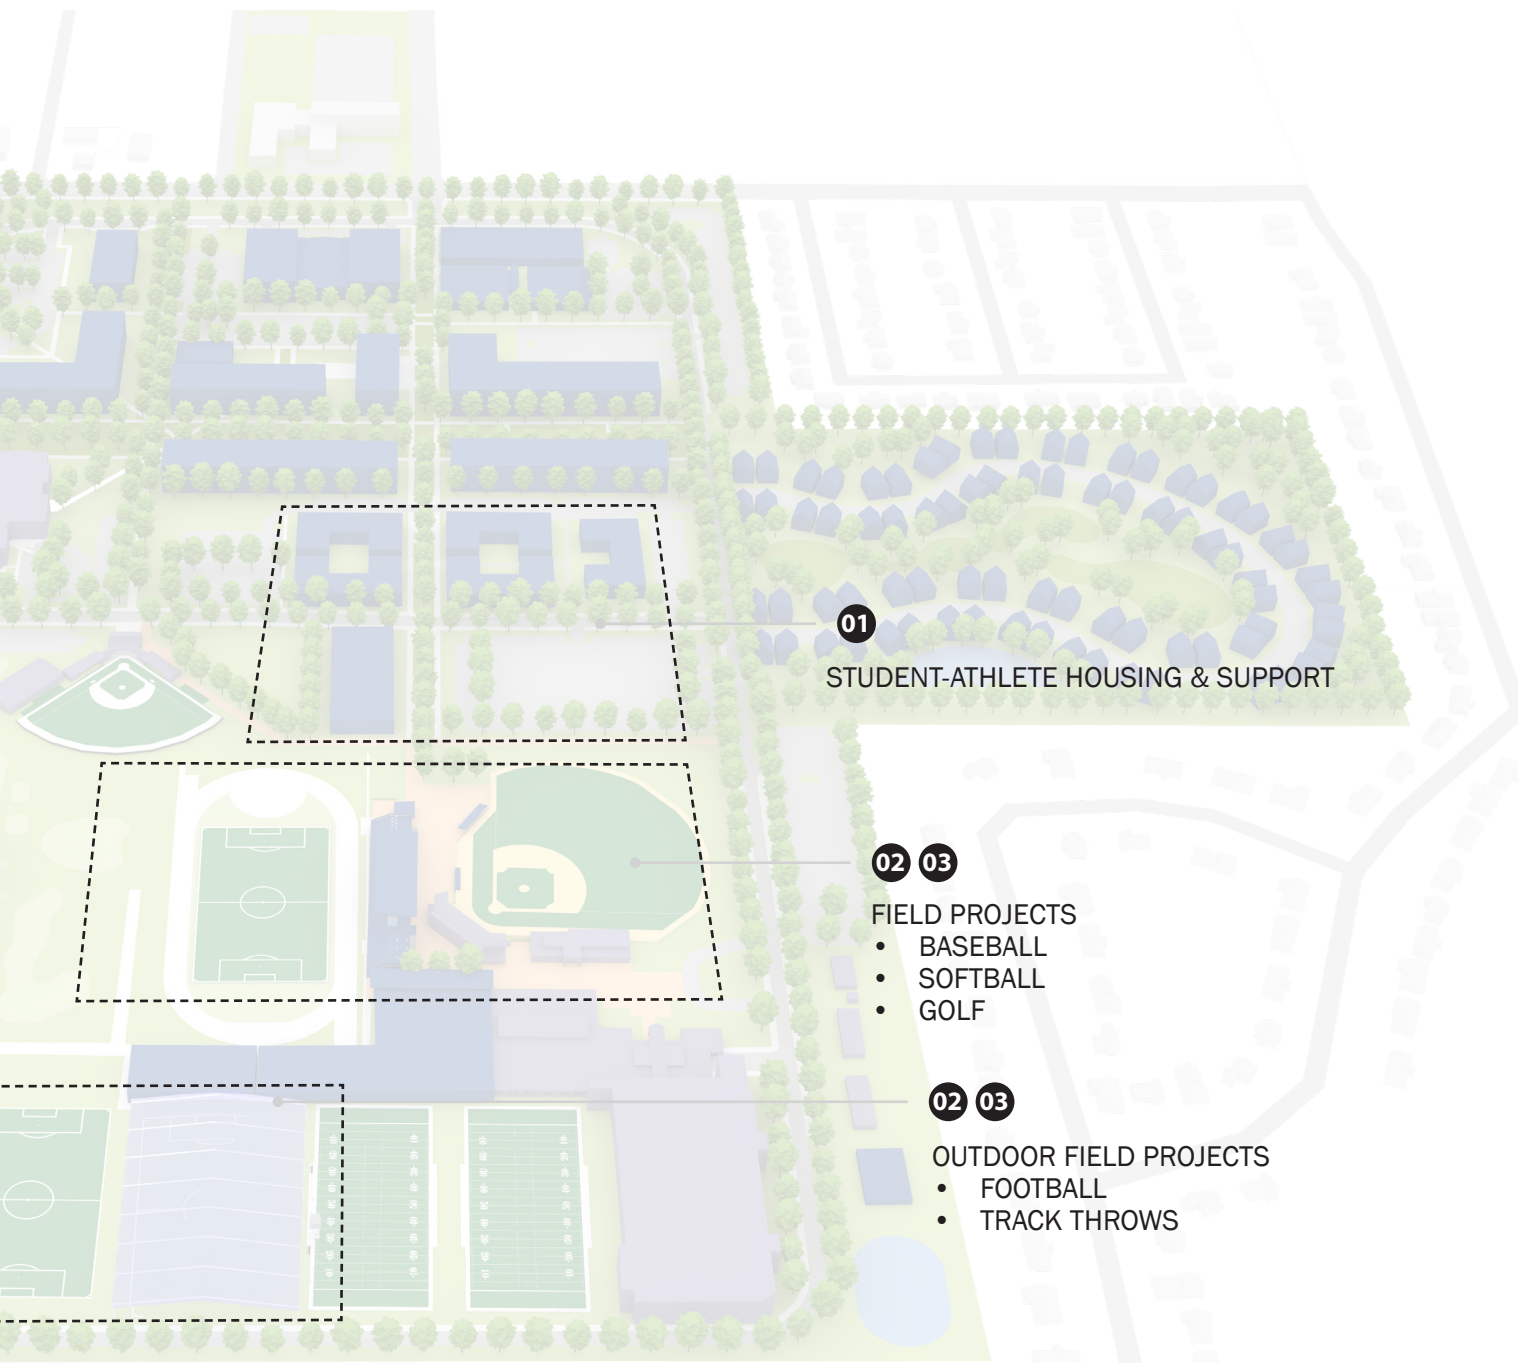 01
STUDENT-ATHLETE HOUSING & SUPPORT
02 03
FIELD PROJECTS
• BASEBALL
• SOFTBALL
• GOLF
02 03
OUTDOOR FIELD PROJECTS
• FOOTBALL
• TRACK THROWS